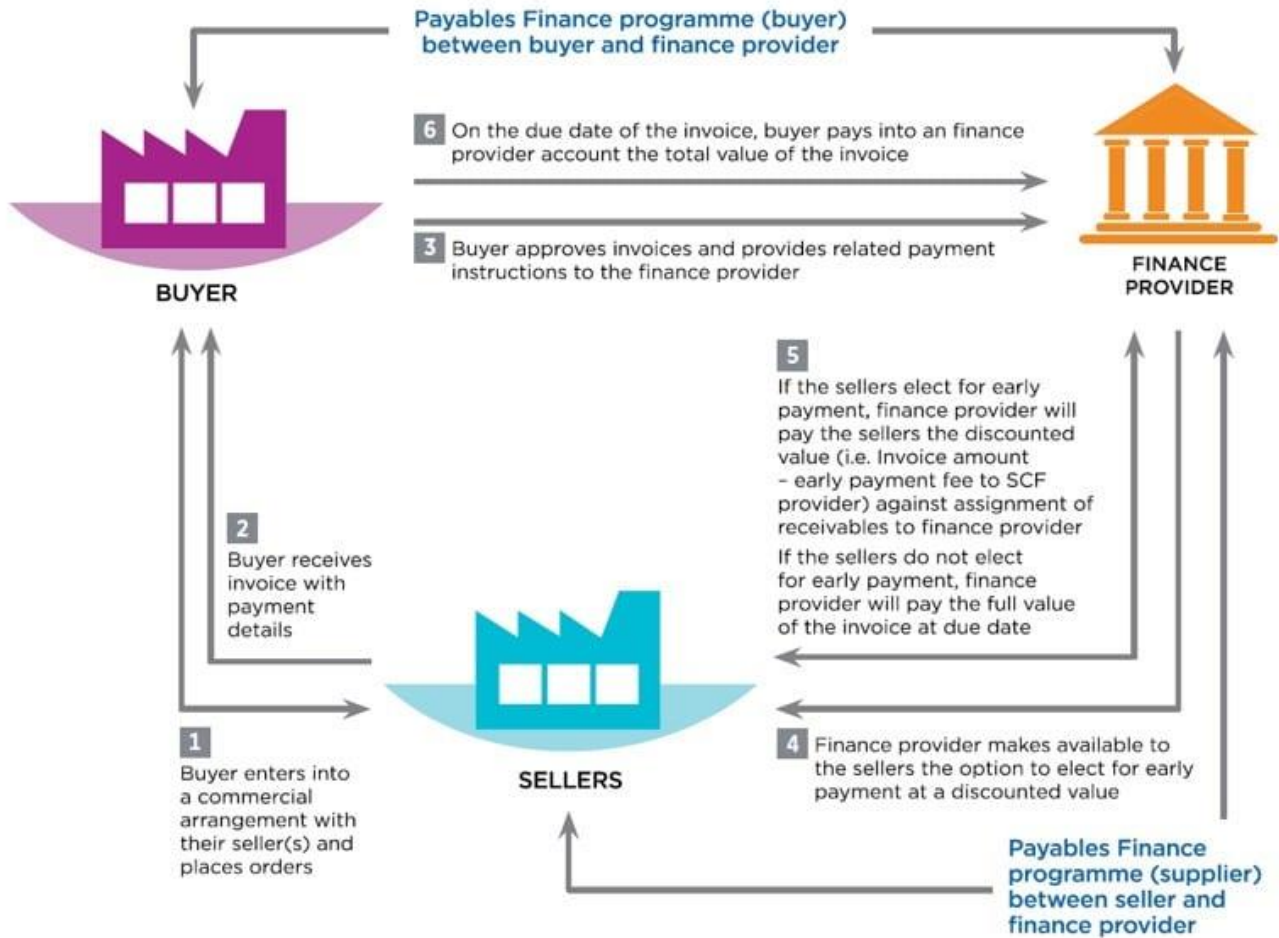 Payables Finance programme (buyer)
between buyer and finance provider
6 On the due date of the invoice, buyer pays into an finance
provider account the total value of the invoice
3 Buyer approves invoices and provides related payment
instructions to the finance provider
BUYER
FINANCE
PROVIDER
5
If the sellers elect for early
payment, finance provider will
pay the sellers the discounted
value (i.e. Invoice amount
– early payment fee to SCF
provider) against assignment of
receivables to finance provider
If the sellers do not elect
for early payment, finance
provider will pay the full value
of the invoice at due date
2
Buyer receives
invoice with
payment
details
1
Buyer enters into
a commercial
arrangement with
their seller(s) and
places orders
SELLERS
4 Finance provider makes available to
the sellers the option to elect for early
payment at a discounted value
Payables Finance
programme (supplier)
between seller and
finance provider